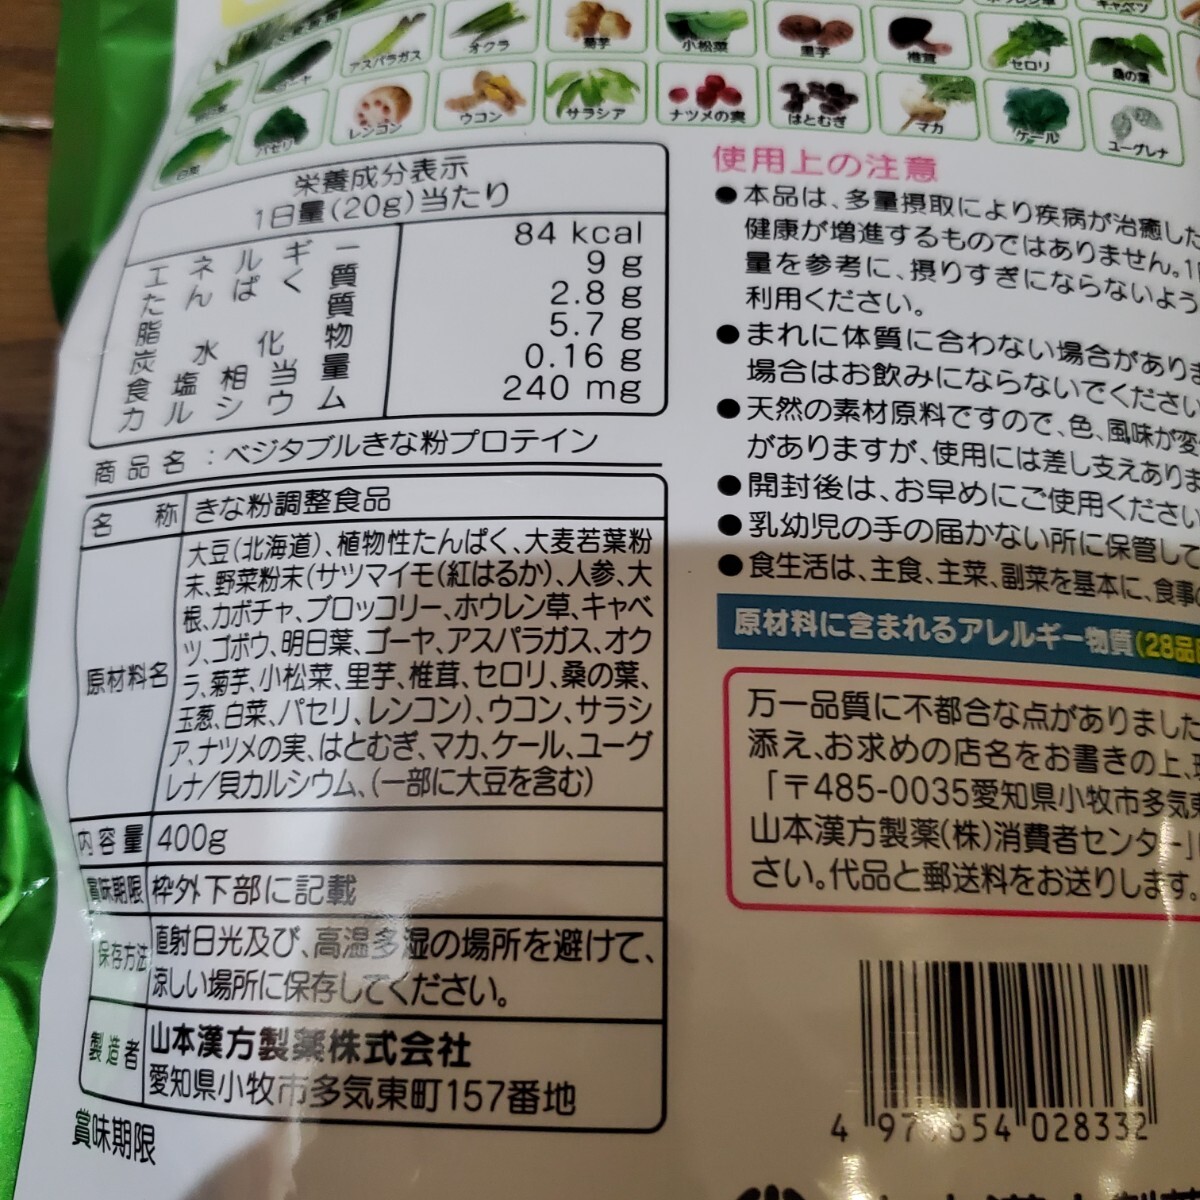 キャベツ
アスパラガス
オクラ
菊芋
小松菜
里芋
椎茸
セロリ
桑の葉
白菜
パセリ
レンコン
ウコン
サラシア
ナツメの実
はとむぎ
マカ
ケール
ユーグレナ
栄養成分表示
1日量(20g)当たり
エネルギー 84 kcal
たんぱく質 9 g
脂質 2.8 g
炭水化物 5.7 g
食塩相当量 0.16 g
カルシウム 240 mg
商品名:ベジタブルきな粉プロテイン
名称 きな粉調整食品
原材料名
大豆(北海道)、植物性たんぱく、大麦若葉粉
末、野菜粉末(サツマイモ(紅はるか)、人参、大
根、カボチャ、ブロッコリー、ホウレン草、キャベ
ツ、ゴボウ、明日葉、ゴーヤ、アスパラガス、オク
ラ、菊芋、小松菜、里芋、椎茸、セロリ、桑の葉、
玉葱、白菜、パセリ、レンコン)、ウコン、サラシ
ア、ナツメの実、はとむぎ、マカ、ケール、ユーグ
レナ/貝カルシウム、(一部に大豆を含む)
内容量 400g
賞味期限 枠外下部に記載
保存方法
直射日光及び、高温多湿の場所を避けて、
涼しい場所に保存してください。
製造者
山本漢方製薬株式会社
愛知県小牧市多気東町157番地
賞味期限
使用上の注意
●本品は、多量摂取により疾病が治癒した
健康が増進するものではありません。1
量を参考に、摂りすぎにならないよう
利用ください。
●まれに体質に合わない場合があり
場合はお飲みにならないでください
●天然の素材原料ですので、色、風味が変
がありますが、使用には差し支えありま
●開封後は、お早めにご使用ください
●乳幼児の手の届かない所に保管して
●食生活は、主食、主菜、副菜を基本に、食事
原材料に含まれるアレルギー物質(28品
万一品質に不都合な点がありました
添え、お求めの店名をお書きの上、
「〒485-0035愛知県小牧市多気
山本漢方製薬(株)消費者センター」
さい。代品と郵送料をお送りします。
028332